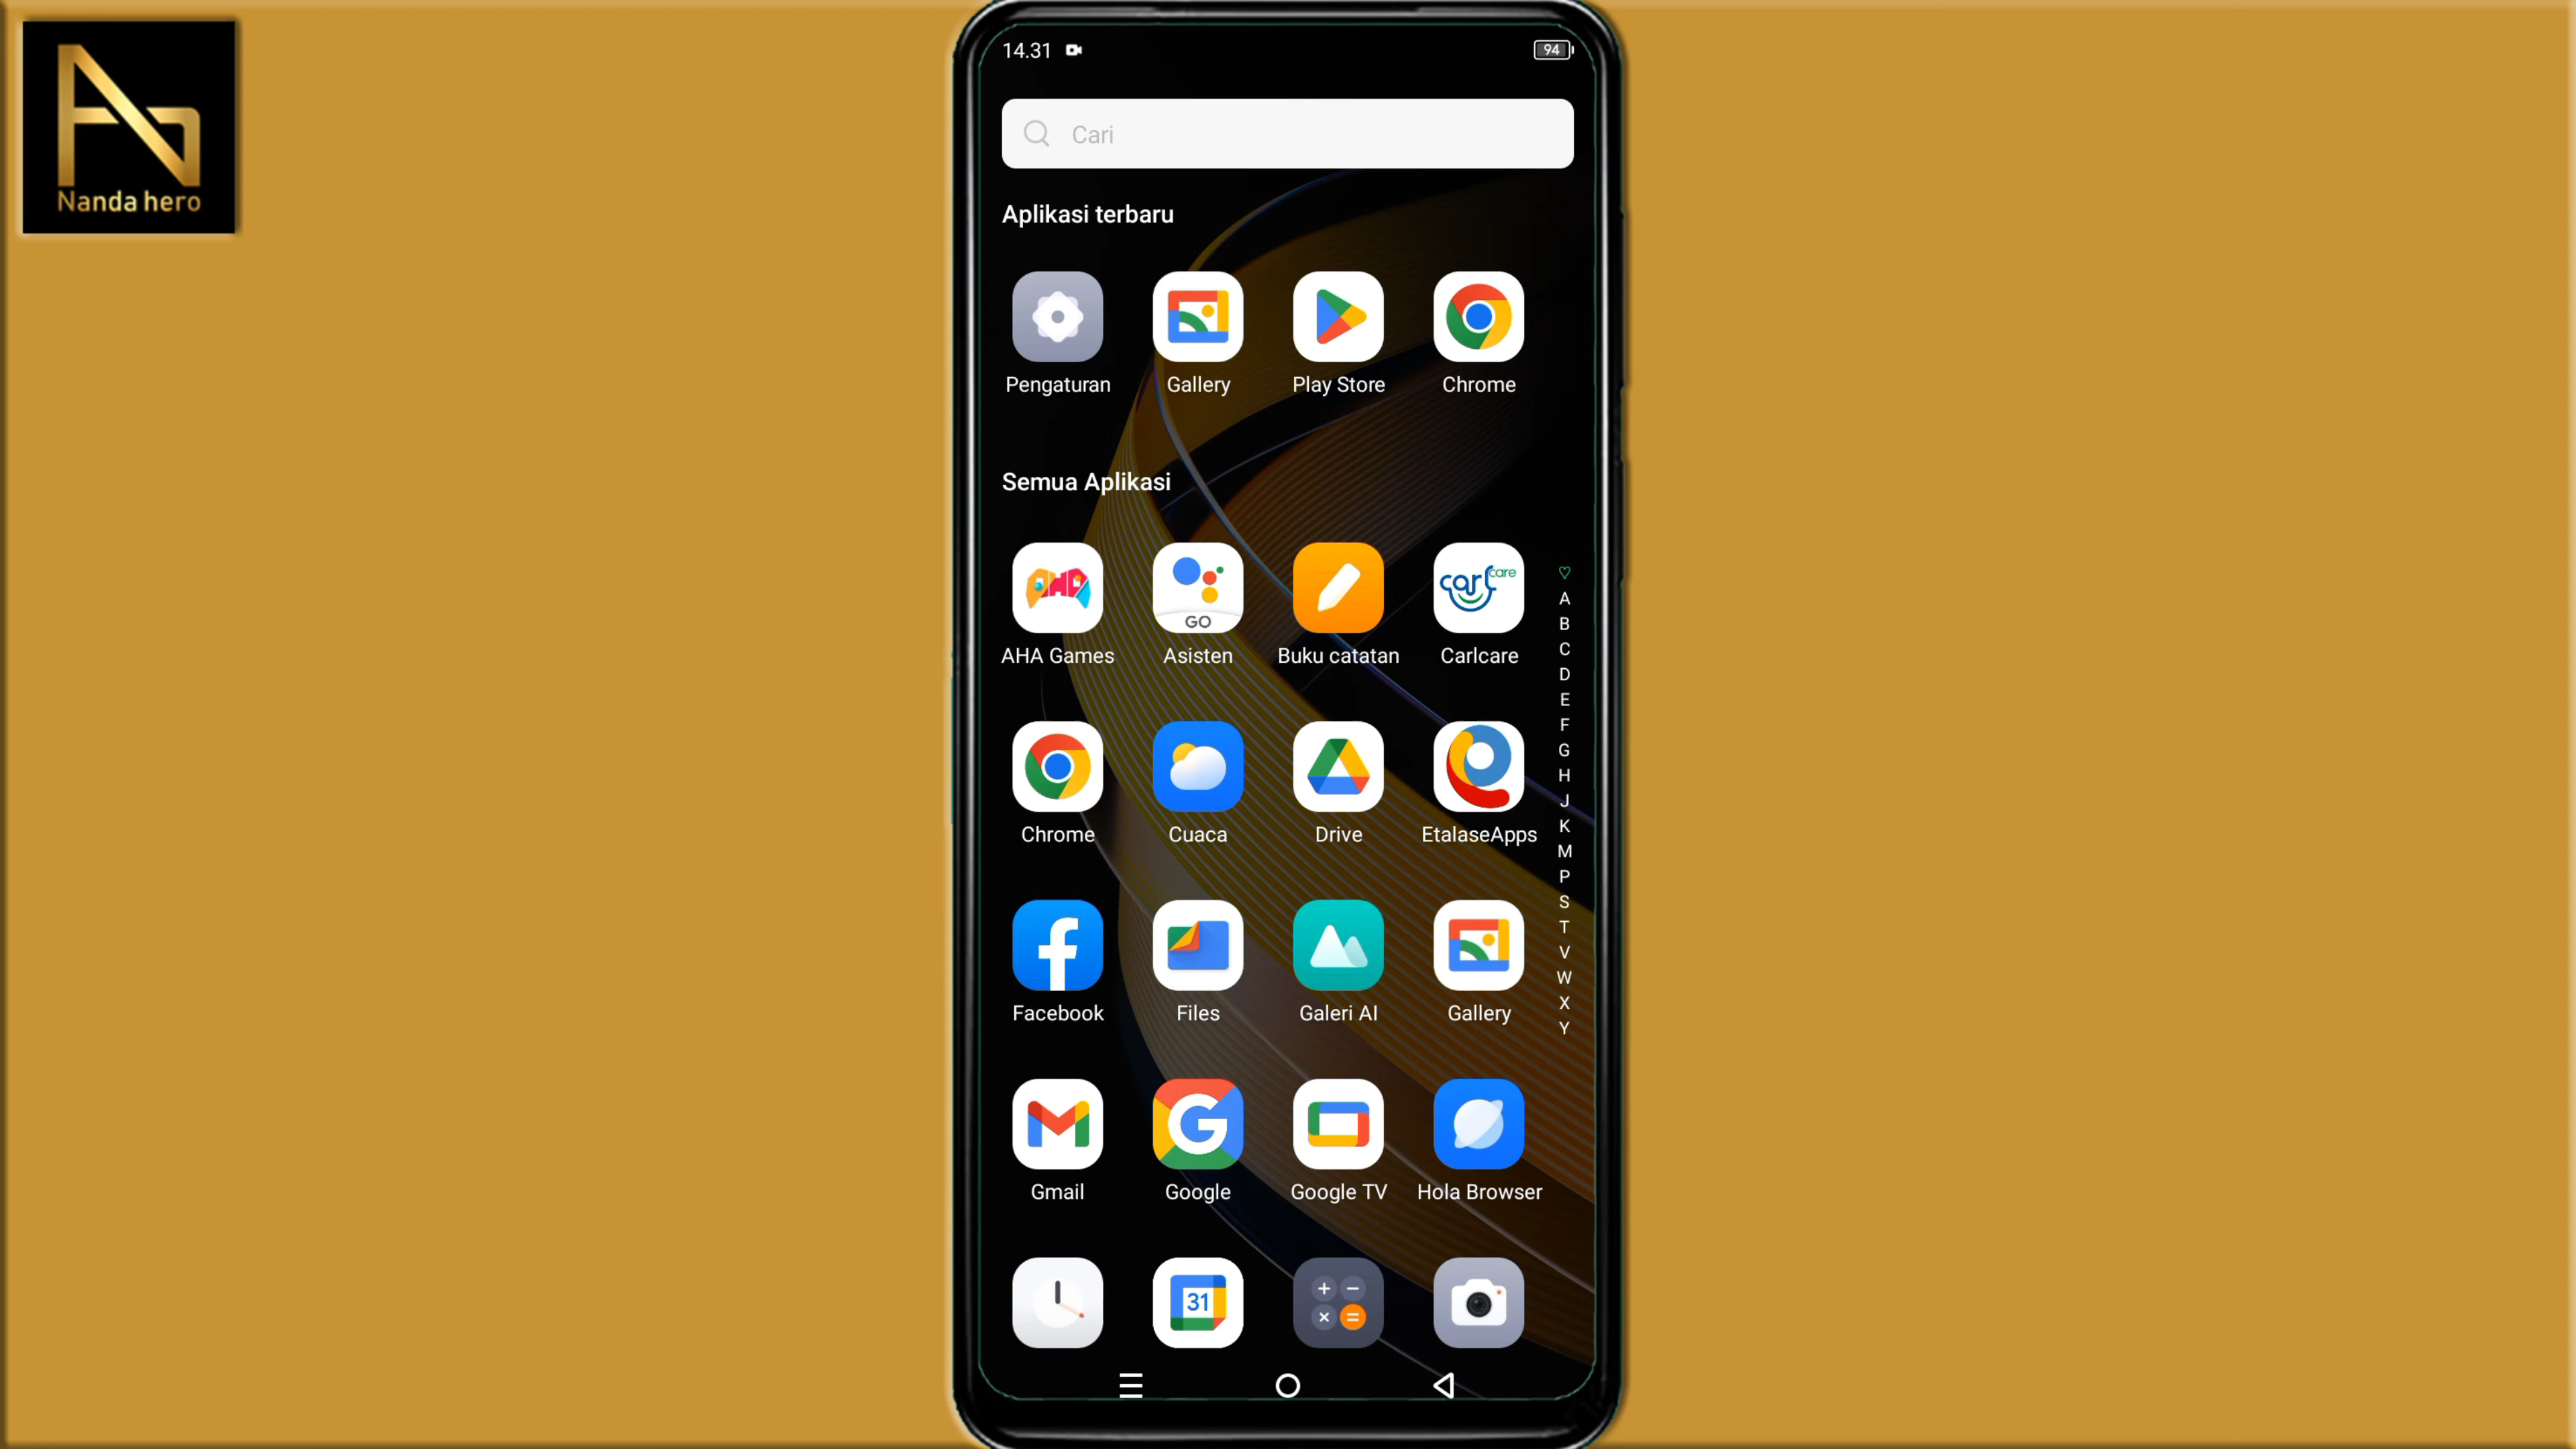 Nanda hero
14.31
94
Cari
Aplikasi terbaru
Pengaturan
Gallery
Play Store
Chrome
Semua Aplikasi
AHA Games
GO
Asisten
Buku catatan
carl care
Carlcare
Chrome
Cuaca
Drive
EtalaseApps
Facebook
Files
Galeri AI
Gallery
Gmail
Google
Google TV
Hola Browser
31
A
B
C
D
E
F
G
H
J
K
M
P
S
T
V
W
X
Y